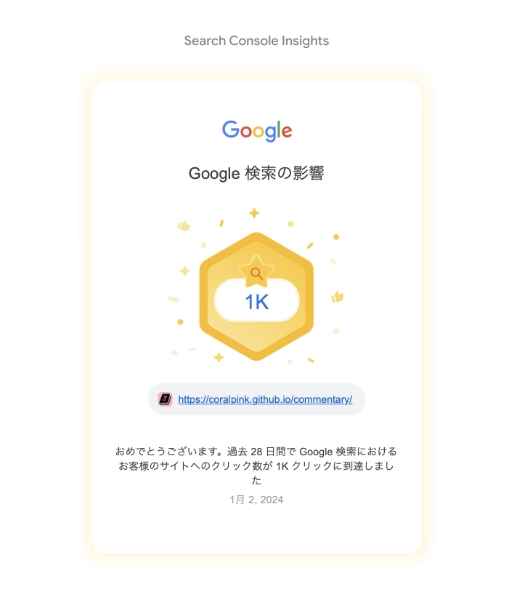 Search Console Insights
Google
Google 検索の影響
1K
https://coralpink.github.io/commentary/
おめでとうございます。過去 28 日間で Google 検索における
お客様のサイトへのクリック数が 1K クリックに到達しまし
た
1月 2, 2024